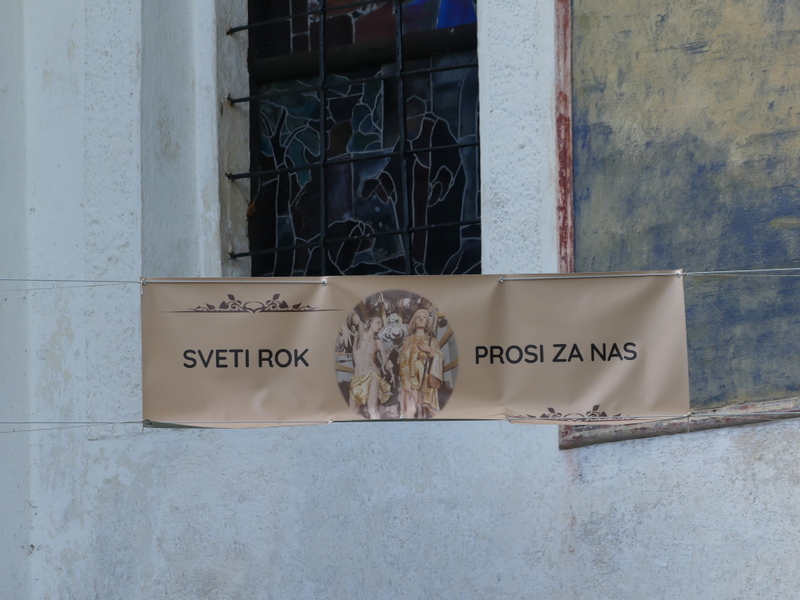 SVETI ROK
PROSI ZA NAS